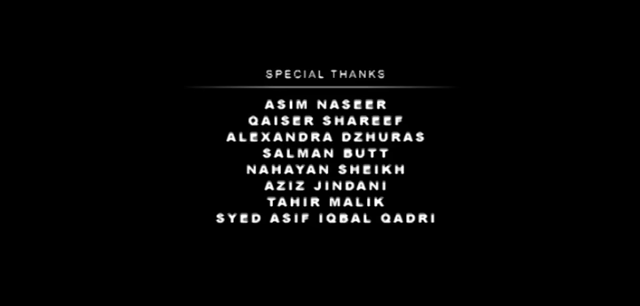 SPECIAL THANKS
ASIM NASEER
QAISER SHAREEF
ALEXANDRA DZHURAS
SALMAN BUTT
NAHAYAN SHEIKH
AZIZ JINDANI
TAHIR MALIK
SYED ASIF IQBAL QADRI